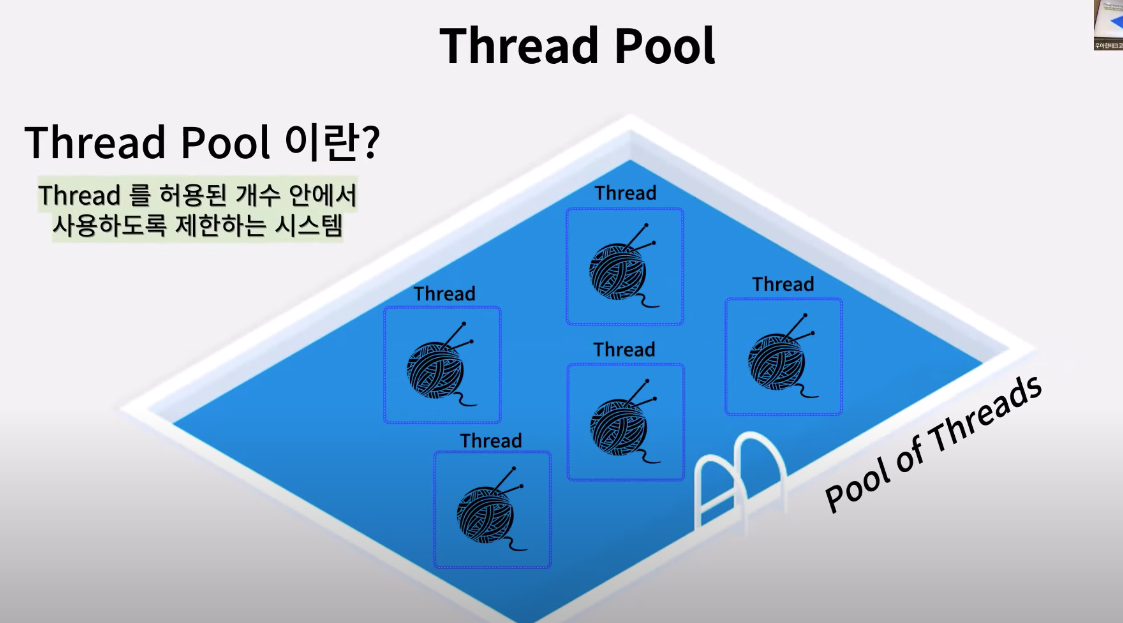 Thread Pool
Thread Pool 이란?
Thread 를 허용된 개수 안에서
사용하도록 제한하는 시스템
Thread
Thread
Thread
Thread
Thread
Pool of Threads